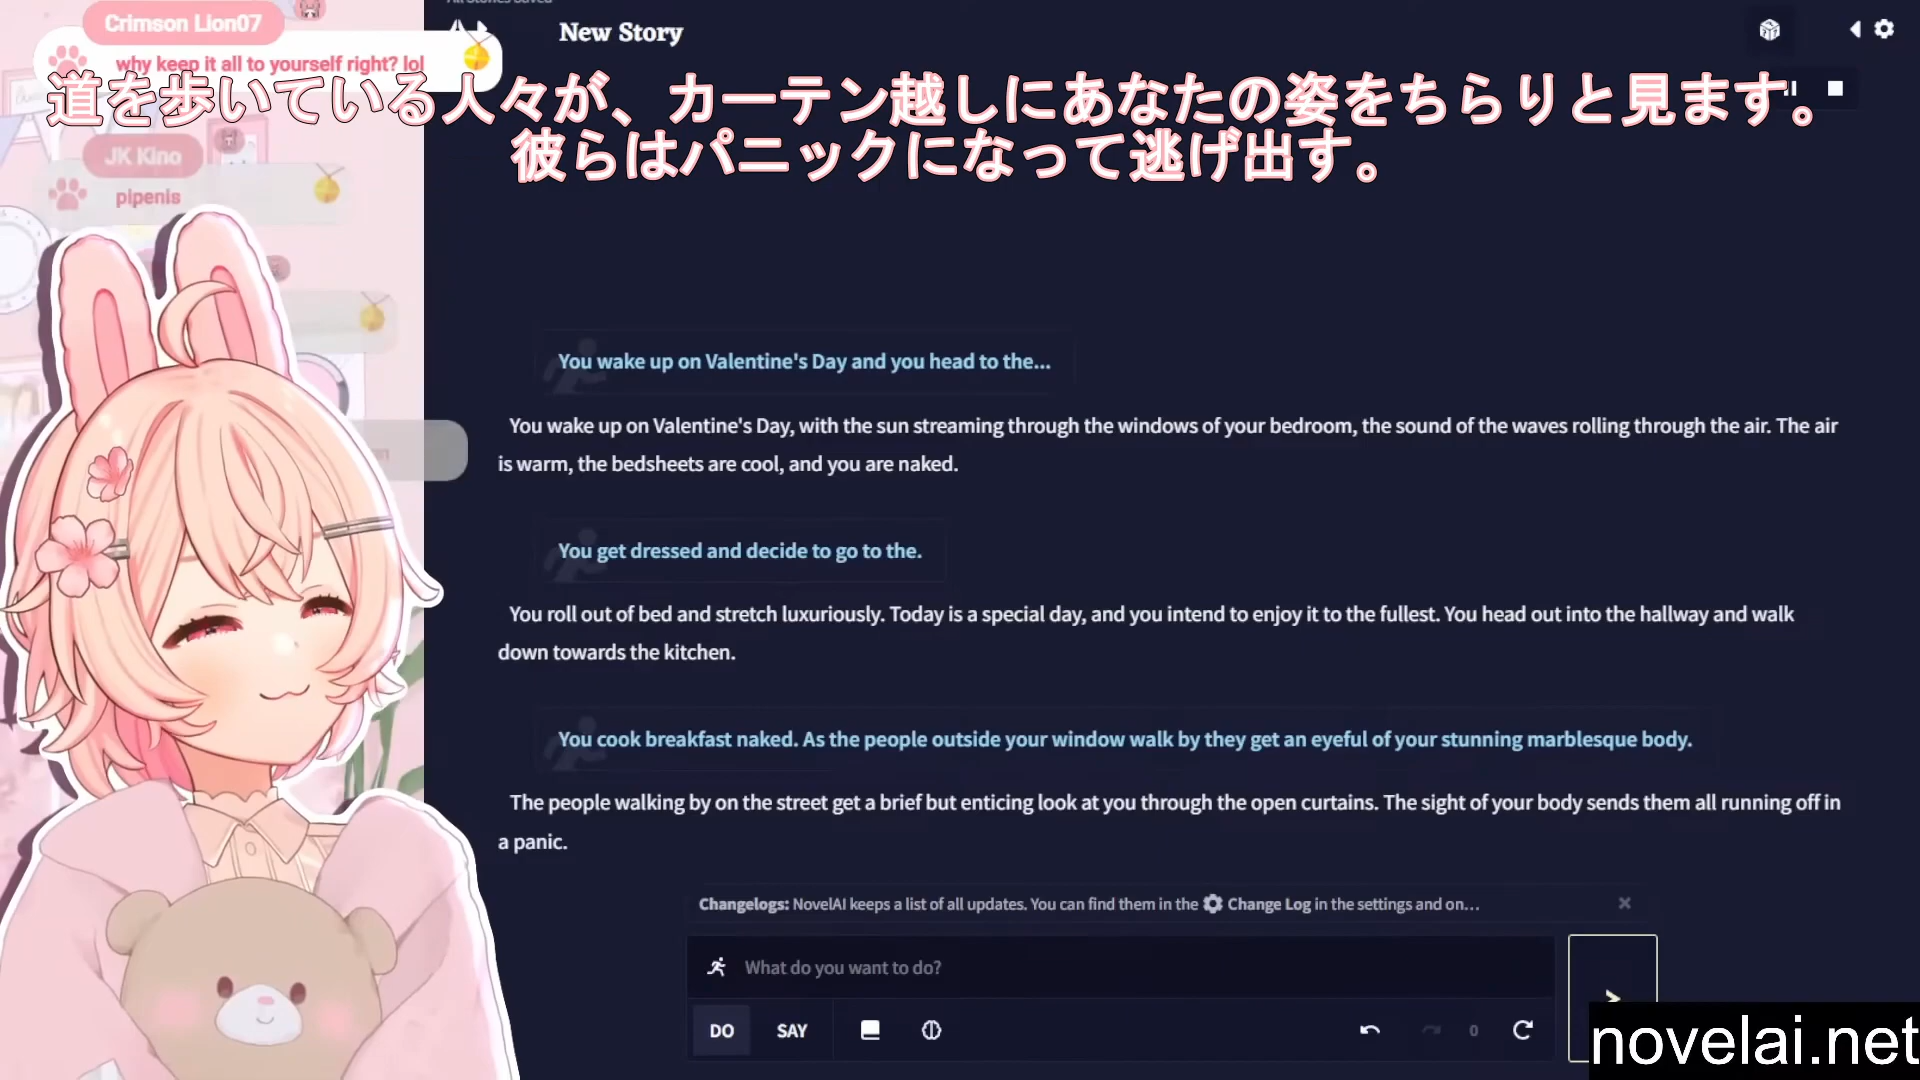 New Story
Crimson Lion07
why keep it all to yourself right? lol
道を歩いている人々が、カーテン越しにあなたの姿をちらりと見ます。
彼らはパニックになって逃げ出す。
JK Kino
pipenis
You wake up on Valentine's Day and you head to the...
You wake up on Valentine's Day, with the sun streaming through the windows of your bedroom, the sound of the waves rolling through the air. The air
is warm, the bedsheets are cool, and you are naked.
You get dressed and decide to go to the.
You roll out of bed and stretch luxuriously. Today is a special day, and you intend to enjoy it to the fullest. You head out into the hallway and walk
down towards the kitchen.
You cook breakfast naked. As the people outside your window walk by they get an eyeful of your stunning marblesque body.
The people walking by on the street get a brief but enticing look at you through the open curtains. The sight of your body sends them all running off in
a panic.
Changelogs: NovelAI keeps a list of all updates. You can find them in the Change Log in the settings and on...
What do you want to do?
DO SAY 0
novelai.net